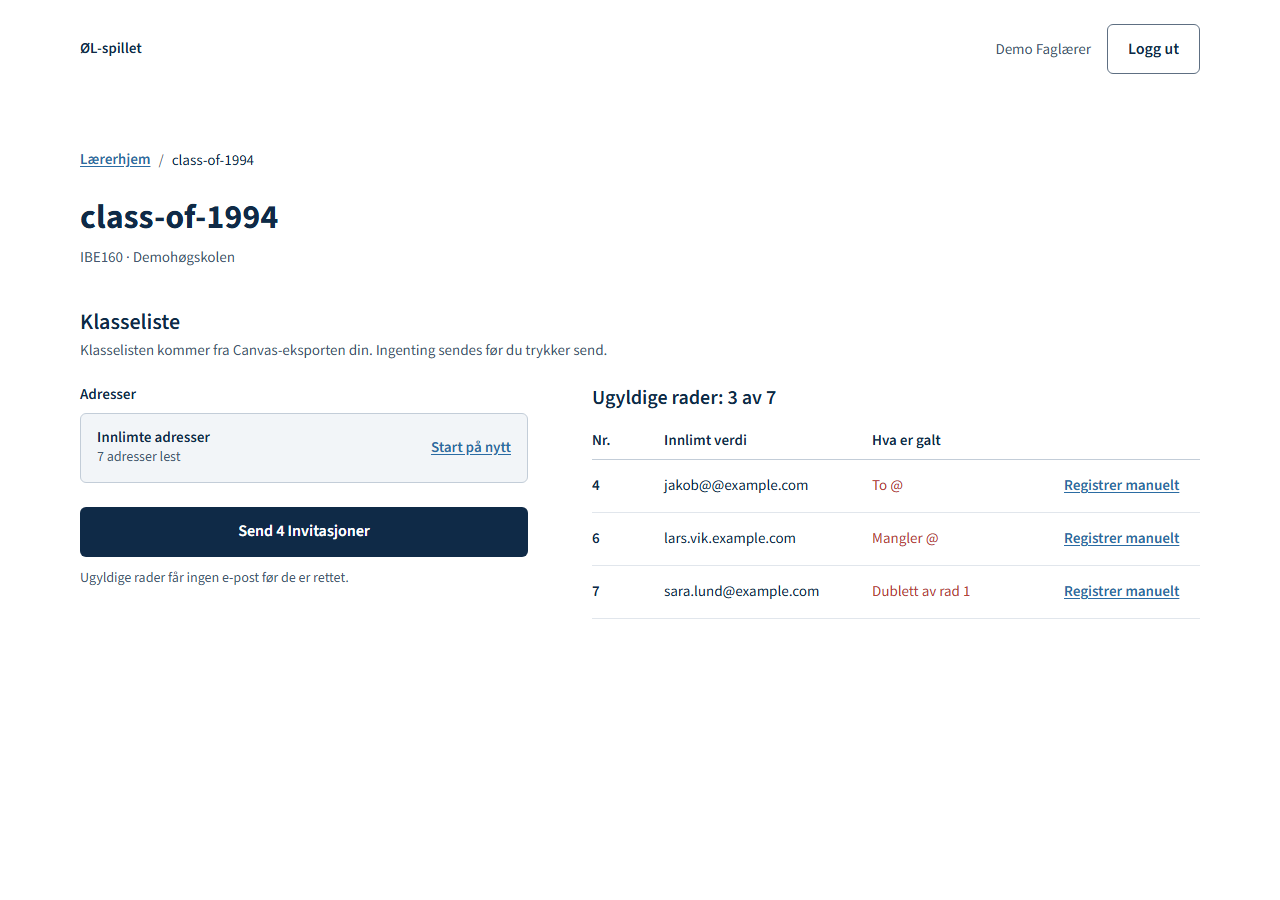 ØL-spillet
Demo Faglærer
Logg ut
Lærerhjem / class-of-1994
class-of-1994
IBE160 · Demohøgskolen
Klasseliste
Klasselisten kommer fra Canvas-eksporten din. Ingenting sendes før du trykker send.
Adresser
Innlimte adresser
7 adresser lest
Start på nytt
Send 4 Invitasjoner
Ugyldige rader får ingen e-post før de er rettet.
Ugyldige rader: 3 av 7
Nr. Innlimt verdi Hva er galt
4 jakob@@example.com To @ Registrer manuelt
6 lars.vik.example.com Mangler @ Registrer manuelt
7 sara.lund@example.com Dublett av rad 1 Registrer manuelt